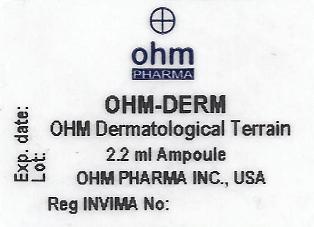 ohm
PHARMA
OHM-DERM
OHM Dermatological Terrain
2.2 ml Ampoule
OHM PHARMA INC., USA
Reg INVIMA No:
Exp. date:
Lot: